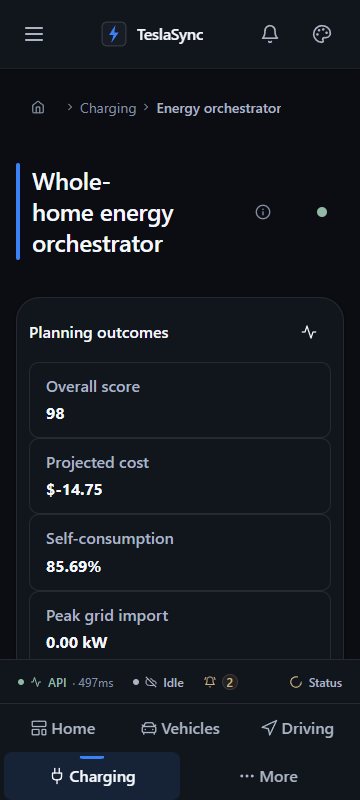 TeslaSync
Charging
Energy orchestrator
Whole-
home energy
orchestrator
Planning outcomes
Overall score
98
Projected cost
$-14.75
Self-consumption
85.69%
Peak grid import
0.00 kW
API · 497ms
Idle
2
Status
Home
Vehicles
Driving
Charging
More